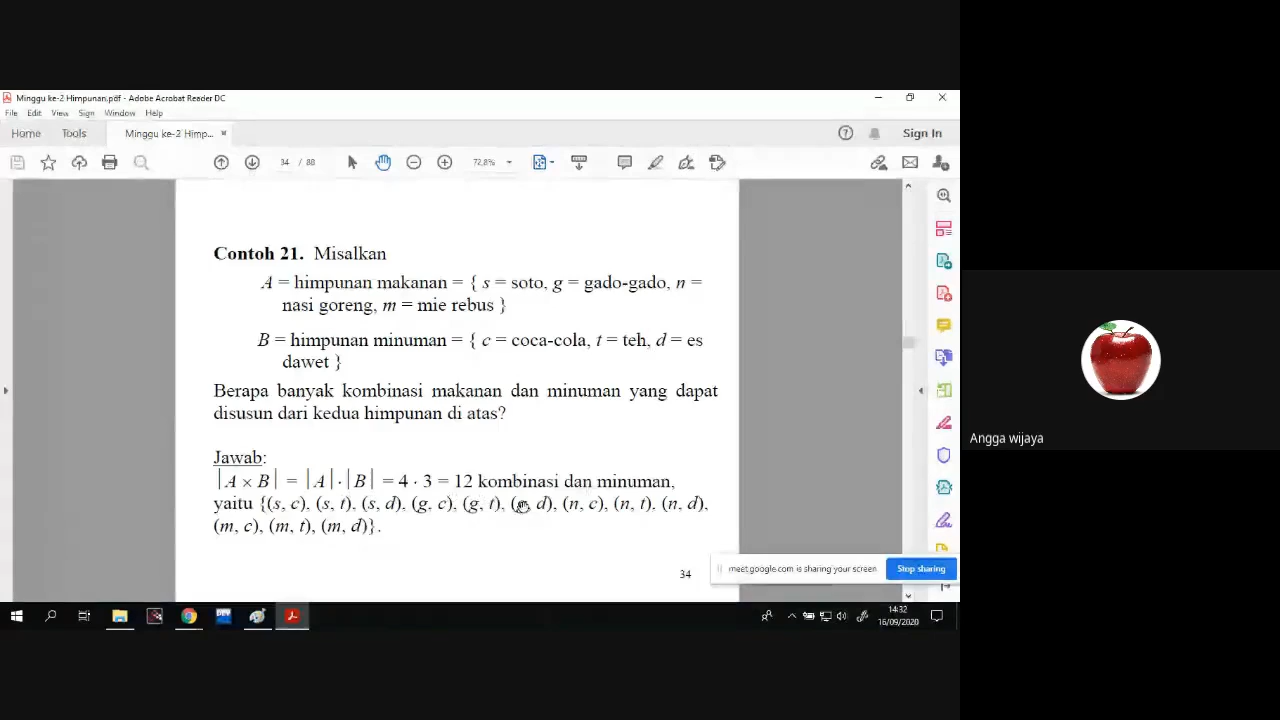 Minggu ke-2 Himpunan.pdf - Adobe Acrobat Reader DC
File Edit View Sign Window Help
Home Tools Minggu ke-2 Himp... × Sign In
34 / 88 72,8%
Contoh 21. Misalkan
A = himpunan makanan = { s = soto, g = gado-gado, n =
nasi goreng, m = mie rebus }
B = himpunan minuman = { c = coca-cola, t = teh, d = es
dawet }
Berapa banyak kombinasi makanan dan minuman yang dapat
disusun dari kedua himpunan di atas?
Jawab:
|A × B| = |A|⋅|B| = 4 ⋅ 3 = 12 kombinasi dan minuman,
yaitu {(s, c), (s, t), (s, d), (g, c), (g, t), (g, d), (n, c), (n, t), (n, d),
(m, c), (m, t), (m, d)}.
34
meet.google.com is sharing your screen Stop sharing
Angga wijaya
DEV
14:32
16/09/2020